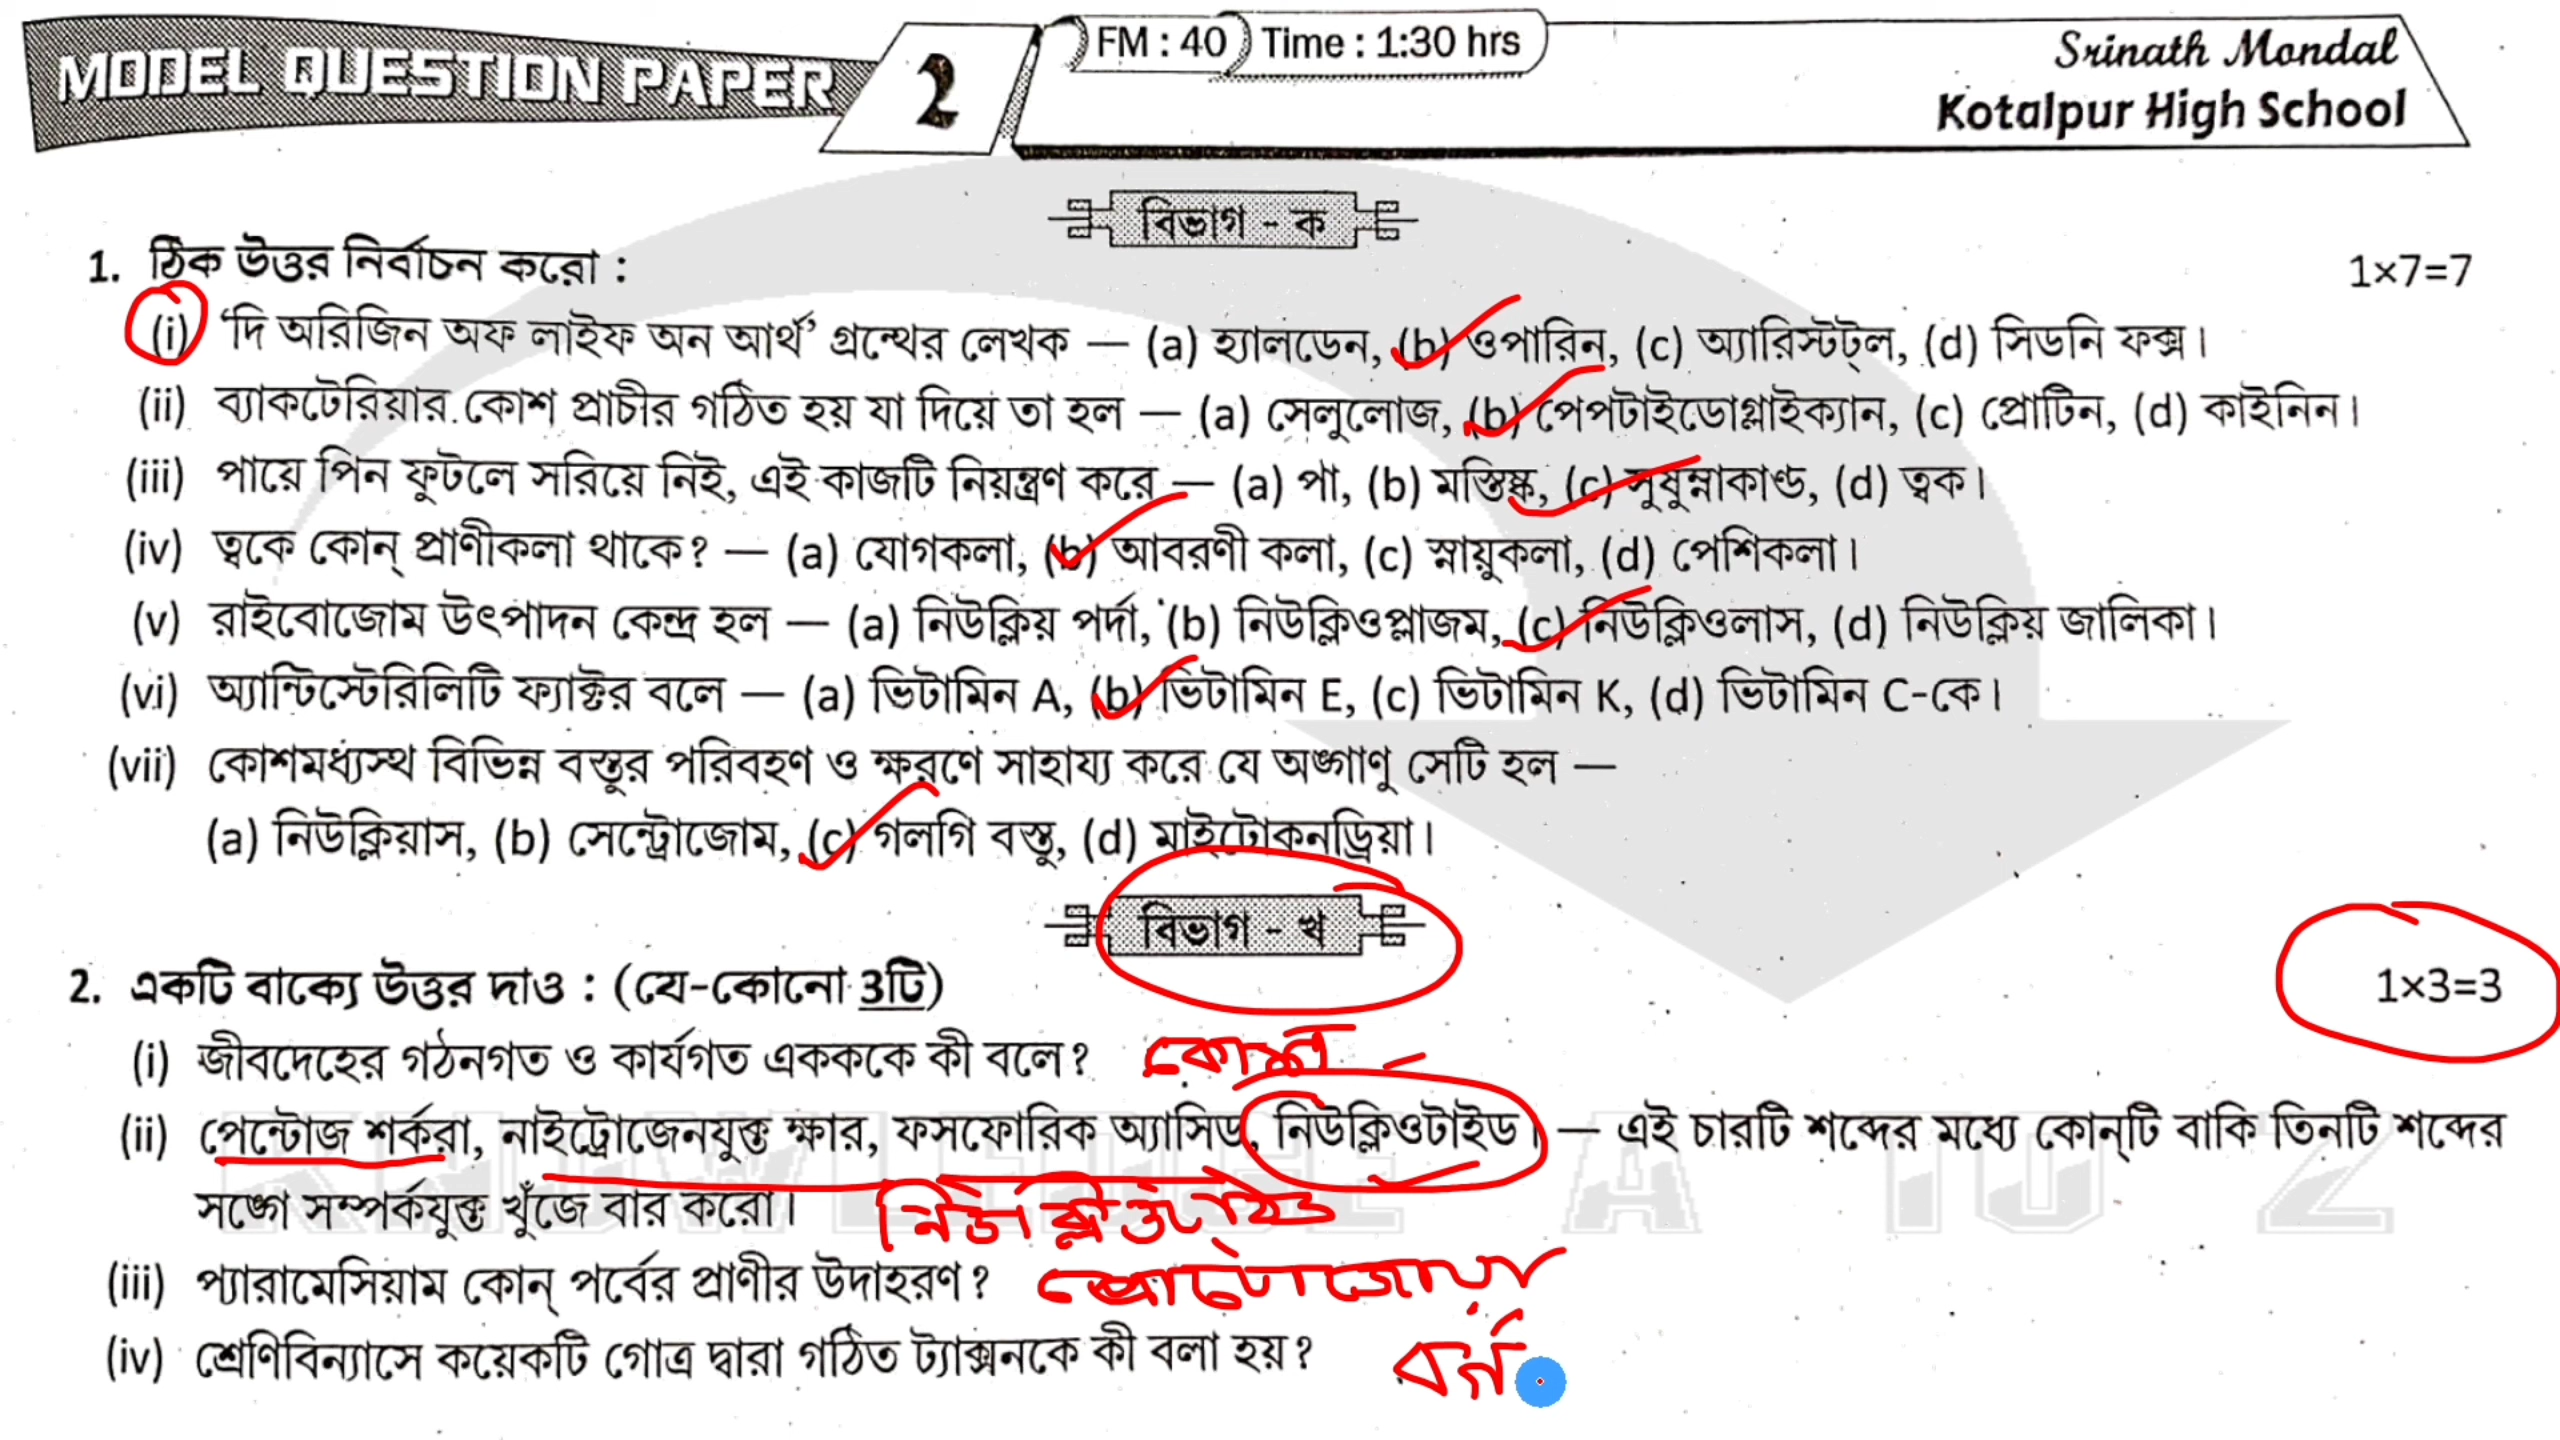 MODEL QUESTION PAPER 2 FM : 40 Time : 1:30 hrs
Srinath Mondal
Kotalpur High School
বিভাগ - ক
1. ঠিক উত্তর নির্বাচন করো : 1×7=7
(i) ‘দি অরিজিন অফ লাইফ অন আর্থ’ গ্রন্থের লেখক — (a) হ্যালডেন, (b) ওপারিন, (c) অ্যারিস্টট্ল, (d) সিডনি ফক্স।
(ii) ব্যাকটেরিয়ার কোশ প্রাচীর গঠিত হয় যা দিয়ে তা হল — (a) সেলুলোজ, (b) পেপটাইডোগ্লাইক্যান, (c) প্রোটিন, (d) কাইনিন।
(iii) পায়ে পিন ফুটলে সরিয়ে নিই, এই কাজটি নিয়ন্ত্রণ করে — (a) পা, (b) মস্তিষ্ক, (c) সুষুম্নাকাণ্ড, (d) ত্বক।
(iv) ত্বকে কোন্ প্রাণীকলা থাকে? — (a) যোগকলা, (b) আবরণী কলা, (c) স্নায়ুকলা, (d) পেশিকলা।
(v) রাইবোজোম উৎপাদন কেন্দ্র হল — (a) নিউক্লিয় পর্দা, (b) নিউক্লিওপ্লাজম, (c) নিউক্লিওলাস, (d) নিউক্লিয় জালিকা।
(vi) অ্যান্টিস্টেরিলিটি ফ্যাক্টর বলে — (a) ভিটামিন A, (b) ভিটামিন E, (c) ভিটামিন K, (d) ভিটামিন C-কে।
(vii) কোশমধ্যস্থ বিভিন্ন বস্তুর পরিবহণ ও ক্ষরণে সাহায্য করে যে অঙ্গাণু সেটি হল —
(a) নিউক্লিয়াস, (b) সেন্ট্রোজোম, (c) গলগি বস্তু, (d) মাইটোকনড্রিয়া।
বিভাগ - খ
2. একটি বাক্যে উত্তর দাও : (যে-কোনো 3টি) 1×3=3
(i) জীবদেহের গঠনগত ও কার্যগত একককে কী বলে? কোশ
(ii) পেন্টোজ শর্করা, নাইট্রোজেনযুক্ত ক্ষার, ফসফোরিক অ্যাসিড, নিউক্লিওটাইড। — এই চারটি শব্দের মধ্যে কোন্‌টি বাকি তিনটি শব্দের
সঙ্গে সম্পর্কযুক্ত খুঁজে বার করো।
(iii) প্যারামেসিয়াম কোন্ পর্বের প্রাণীর উদাহরণ?
(iv) শ্রেণিবিন্যাসে কয়েকটি গোত্র দ্বারা গঠিত ট্যাক্সনকে কী বলা হয়?
KNOWLEDGE A TO Z